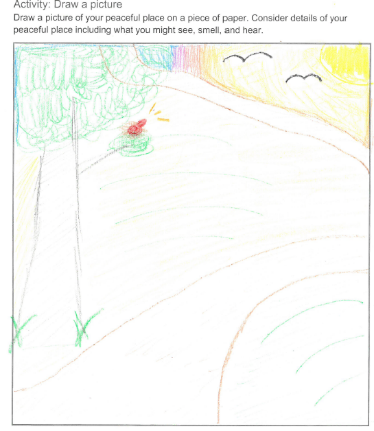 Activity: Draw a picture
Draw a picture of your peaceful place on a piece of paper. Consider details of your
peaceful place including what you might see, smell, and hear.